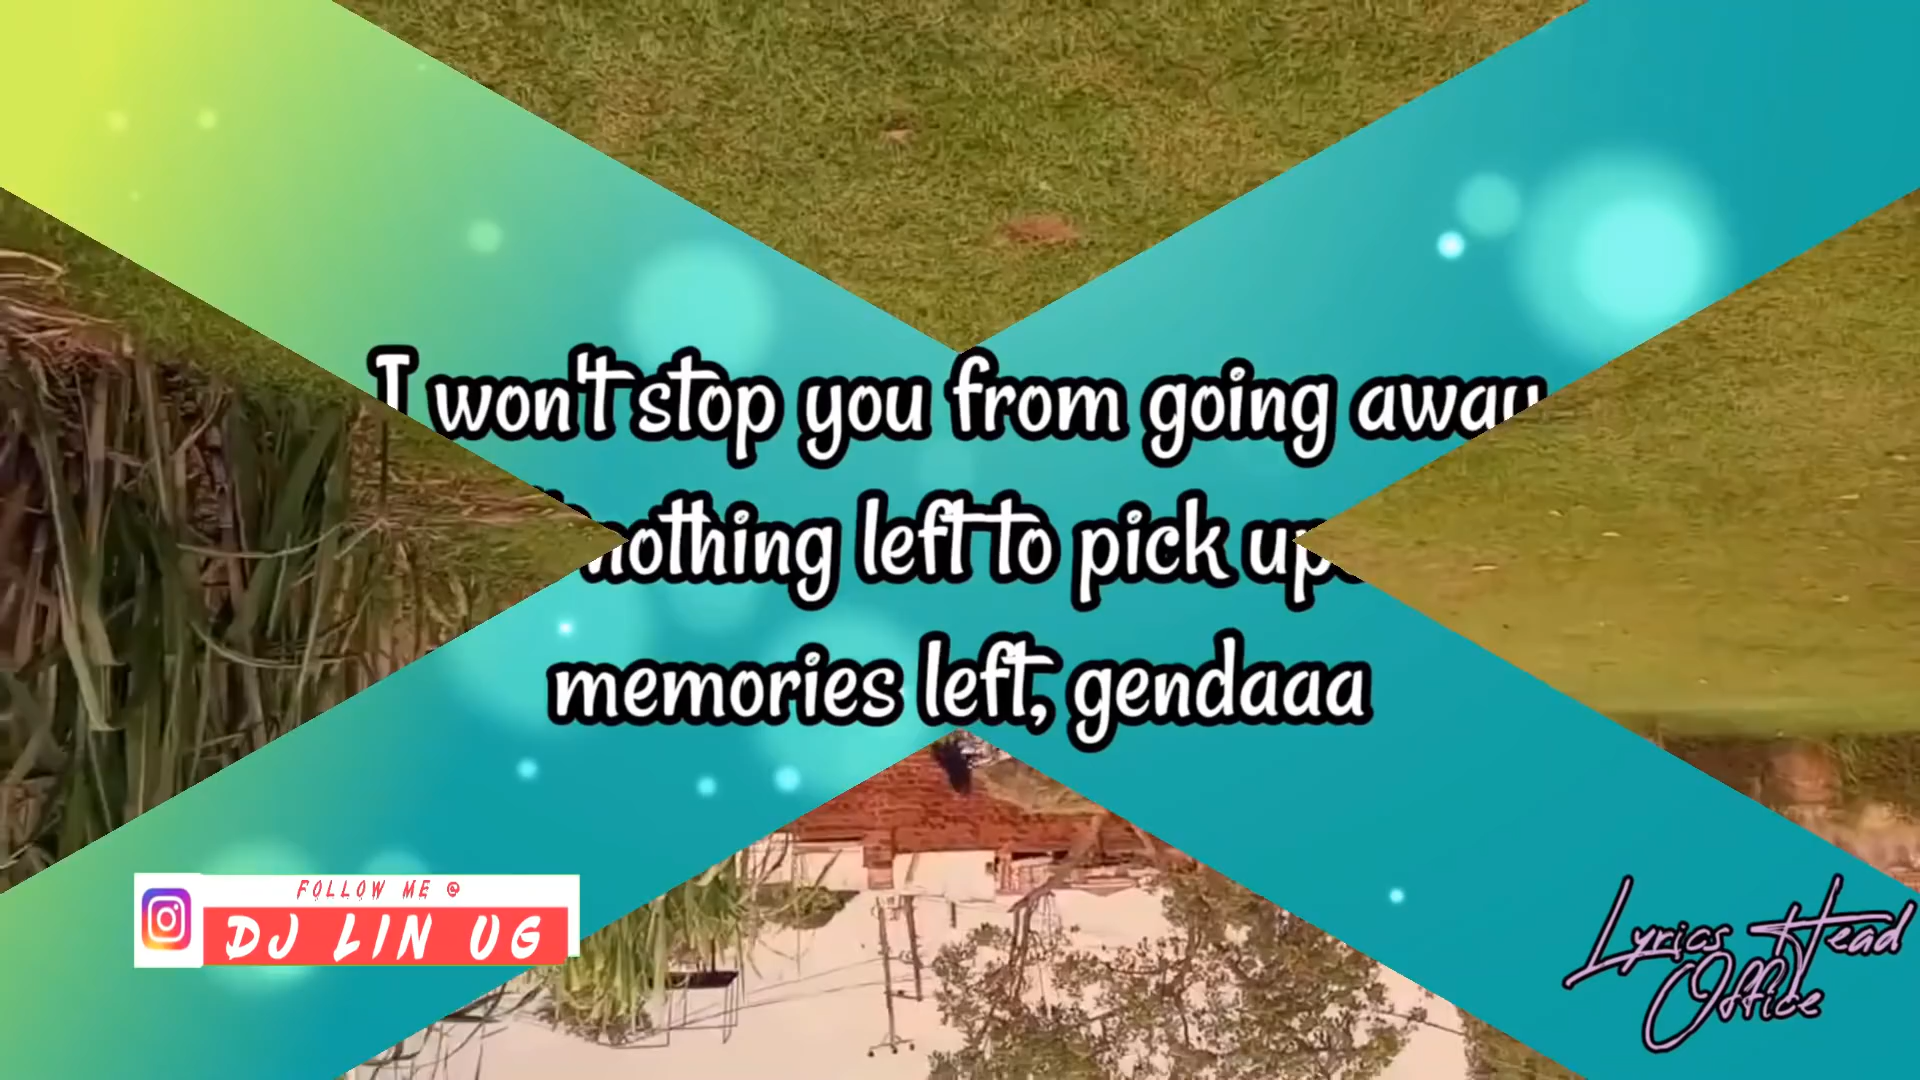 I won't stop you from going away
nothing left to pick up
memories left, gendaaa
FOLLOW ME @
DJ LIN UG
Lyrics Head
Office